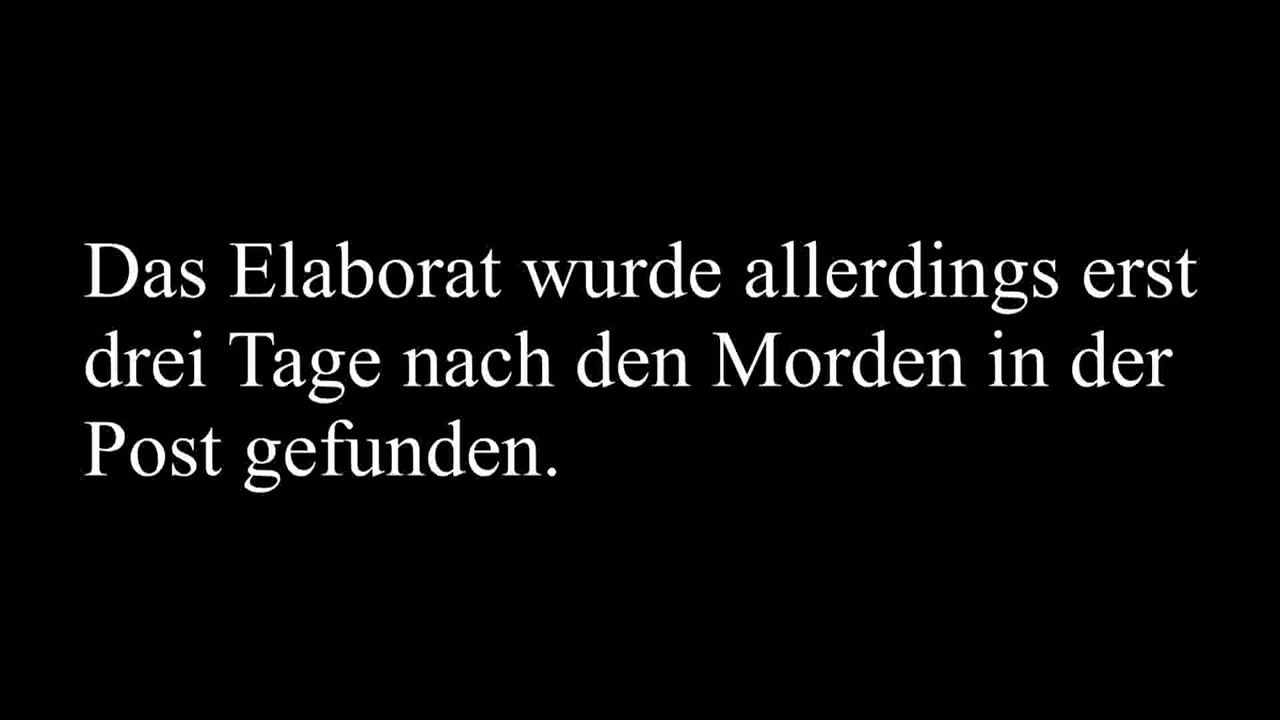 Das Elaborat wurde allerdings erst
drei Tage nach den Morden in der
Post gefunden.